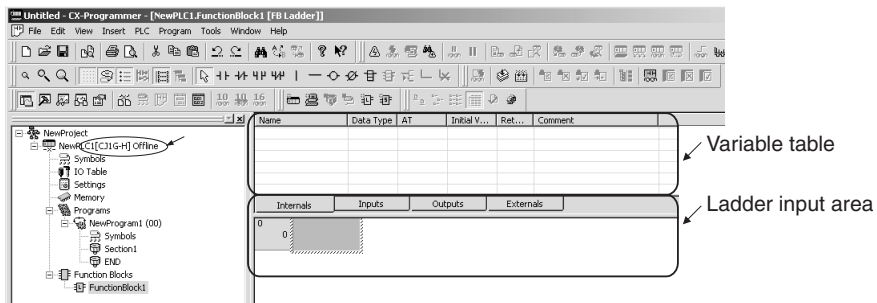 Untitled - CX-Programmer - [NewPLC1.FunctionBlock1 [FB Ladder]]
File Edit View Insert PLC Program Tools Window Help
10 16
Name Data Type AT Initial V... Ret... Comment
NewProject
NewPLC1[CJ1G-H] Offline
Symbols
IO Table
Settings
Memory
Programs
NewProgram1 (00)
Symbols
Section1
END
Function Blocks
FunctionBlock1
Variable table
Internals Inputs Outputs Externals
0
0
Ladder input area